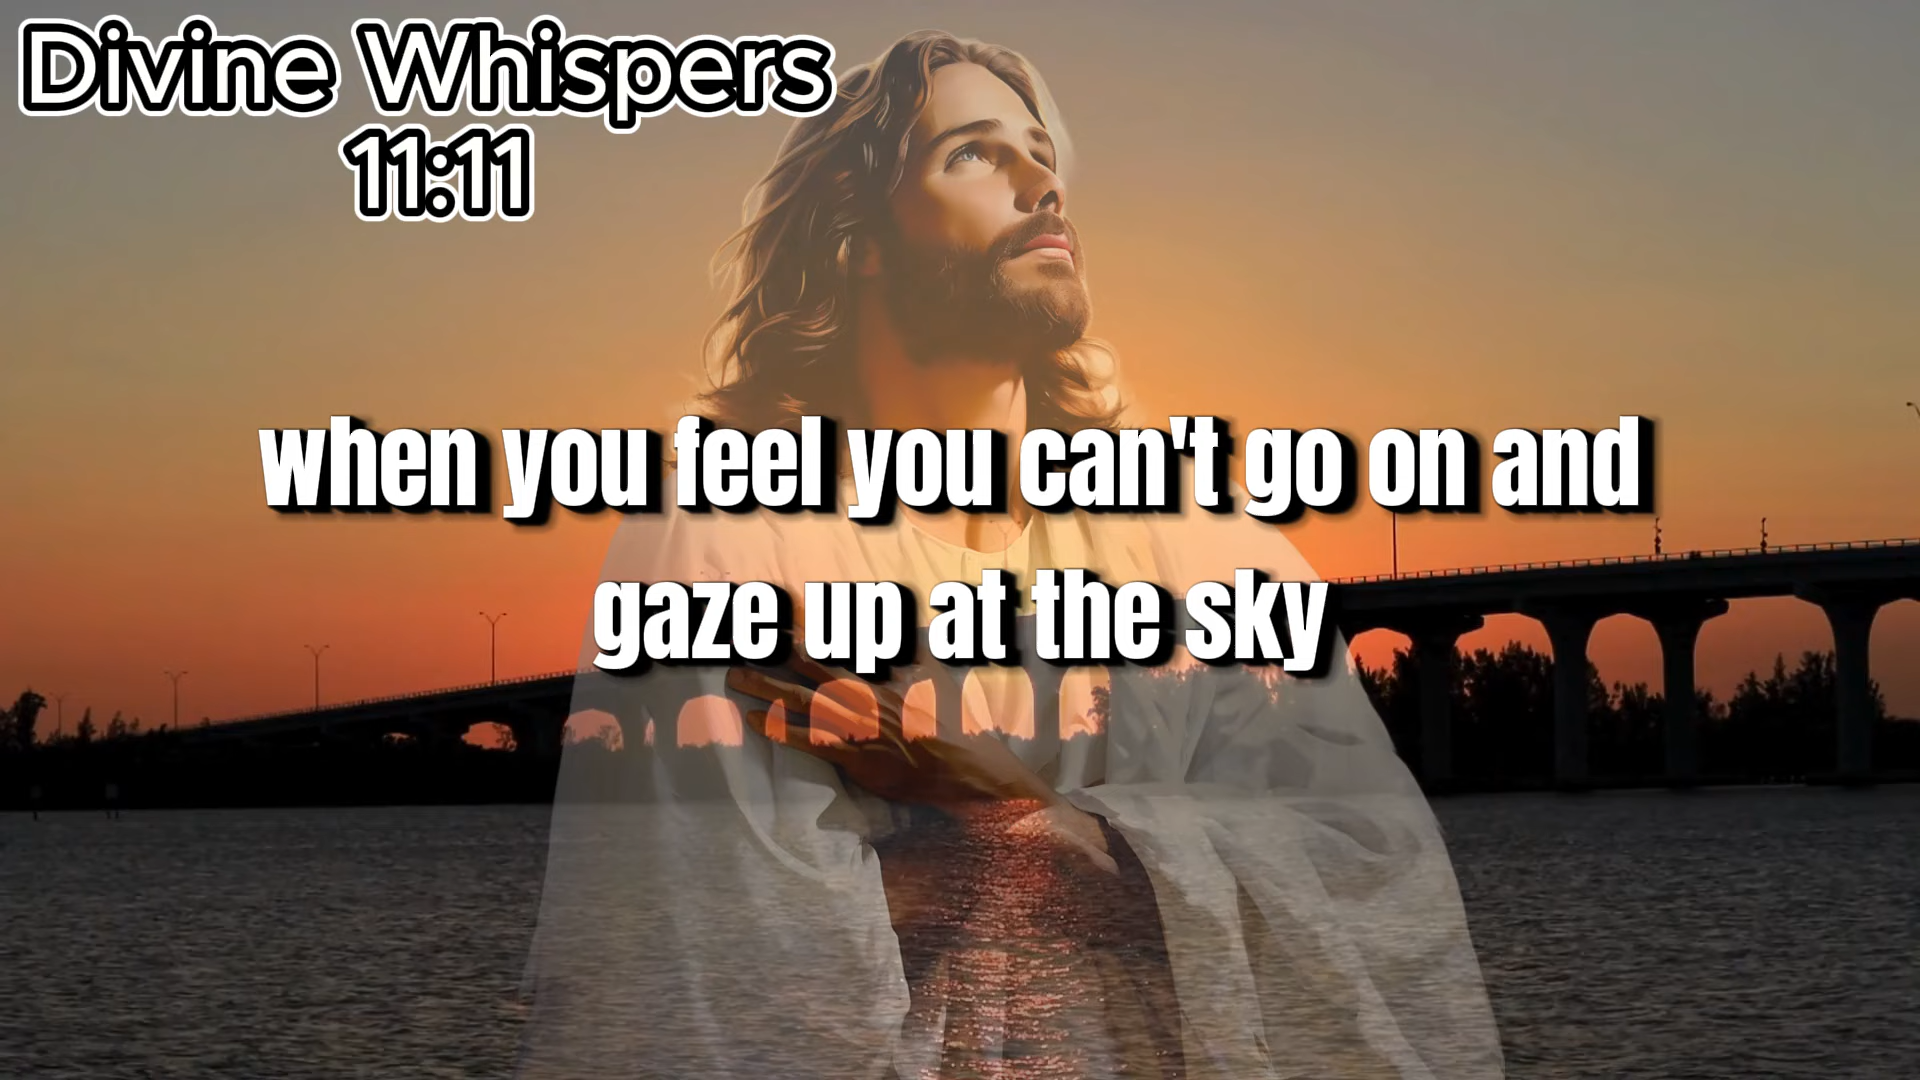 Divine Whispers
11:11
when you feel you can't go on and
gaze up at the sky